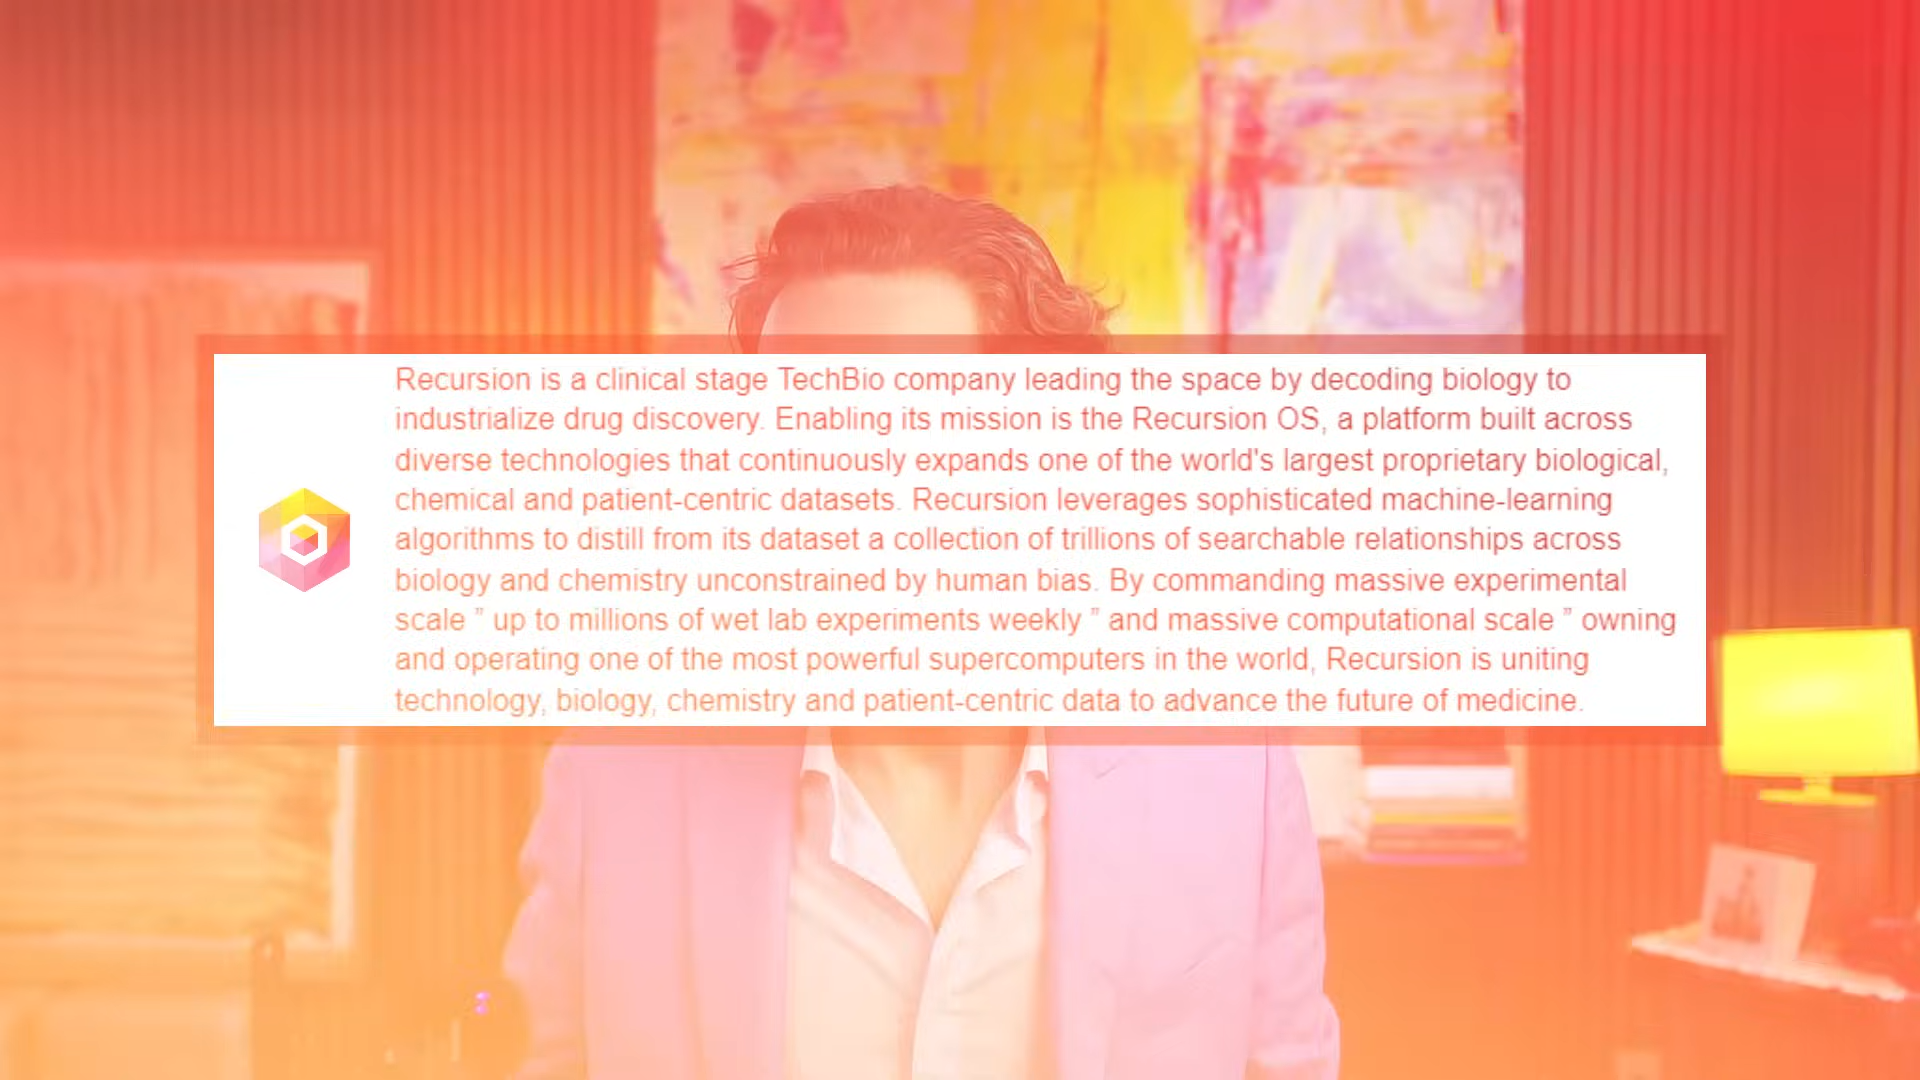 Recursion is a clinical stage TechBio company leading the space by decoding biology to
industrialize drug discovery. Enabling its mission is the Recursion OS, a platform built across
diverse technologies that continuously expands one of the world's largest proprietary biological,
chemical and patient-centric datasets. Recursion leverages sophisticated machine-learning
algorithms to distill from its dataset a collection of trillions of searchable relationships across
biology and chemistry unconstrained by human bias. By commanding massive experimental
scale ” up to millions of wet lab experiments weekly ” and massive computational scale ” owning
and operating one of the most powerful supercomputers in the world, Recursion is uniting
technology, biology, chemistry and patient-centric data to advance the future of medicine.